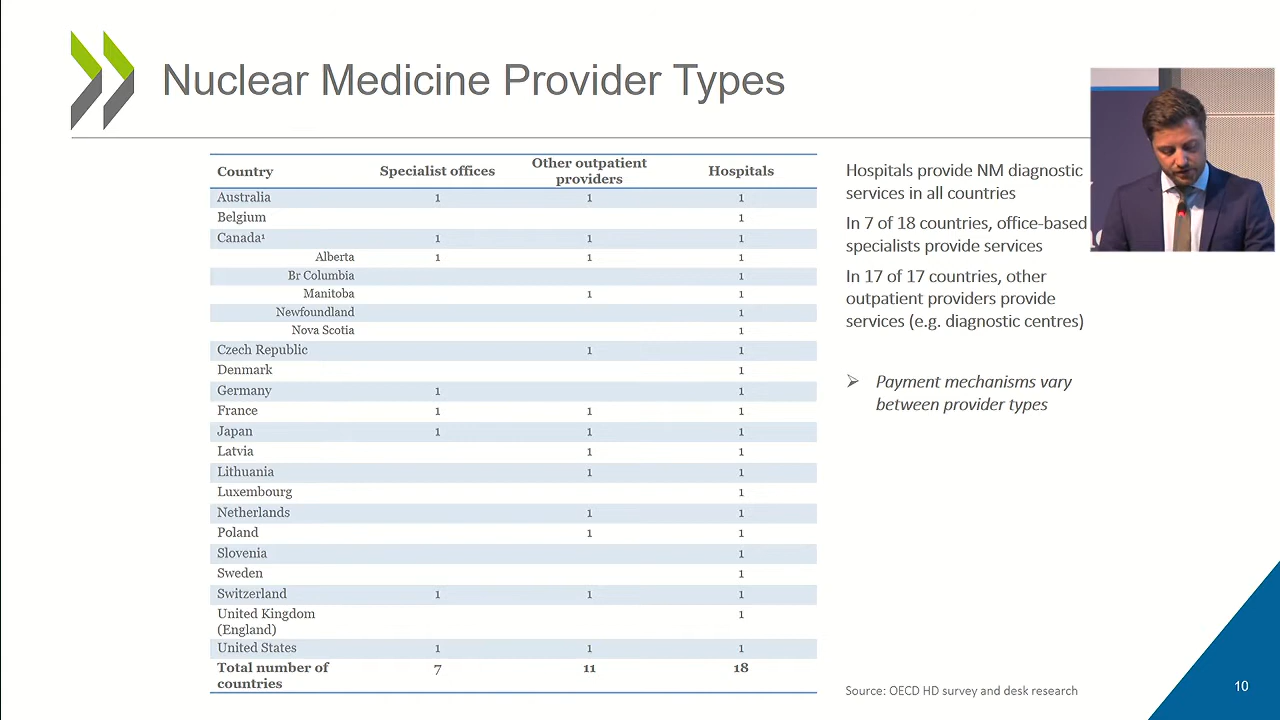 Nuclear Medicine Provider Types
Country Specialist offices Other outpatient providers Hospitals
Australia 1 1 1
Belgium 1
Canada¹ 1 1 1
Alberta 1 1 1
Br Columbia 1
Manitoba 1 1
Newfoundland 1
Nova Scotia 1
Czech Republic 1 1
Denmark 1
Germany 1 1
France 1 1 1
Japan 1 1 1
Latvia 1 1
Lithuania 1 1
Luxembourg 1
Netherlands 1 1
Poland 1 1
Slovenia 1
Sweden 1
Switzerland 1 1 1
United Kingdom (England) 1
United States 1 1 1
Total number of countries 7 11 18
Hospitals provide NM diagnostic
services in all countries
In 7 of 18 countries, office-based
specialists provide services
In 17 of 17 countries, other
outpatient providers provide
services (e.g. diagnostic centres)
Payment mechanisms vary
between provider types
Source: OECD HD survey and desk research
10